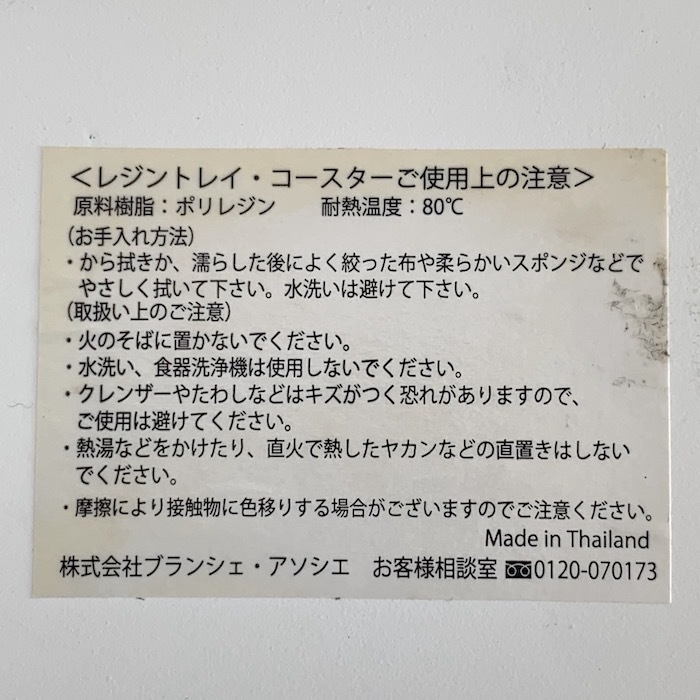 ＜レジントレイ・コースターご使用上の注意＞
原料樹脂：ポリレジン　　耐熱温度：80℃
（お手入れ方法）
・から拭きか、濡らした後によく絞った布や柔らかいスポンジなどで
やさしく拭いて下さい。水洗いは避けて下さい。
（取扱い上のご注意）
・火のそばに置かないでください。
・水洗い、食器洗浄機は使用しないでください。
・クレンザーやたわしなどはキズがつく恐れがありますので、
ご使用は避けてください。
・熱湯などをかけたり、直火で熱したヤカンなどの直置きはしない
でください。
・摩擦により接触物に色移りする場合がございますのでご注意ください。
Made in Thailand
株式会社ブランシェ・アソシエ　お客様相談室 0120-070173